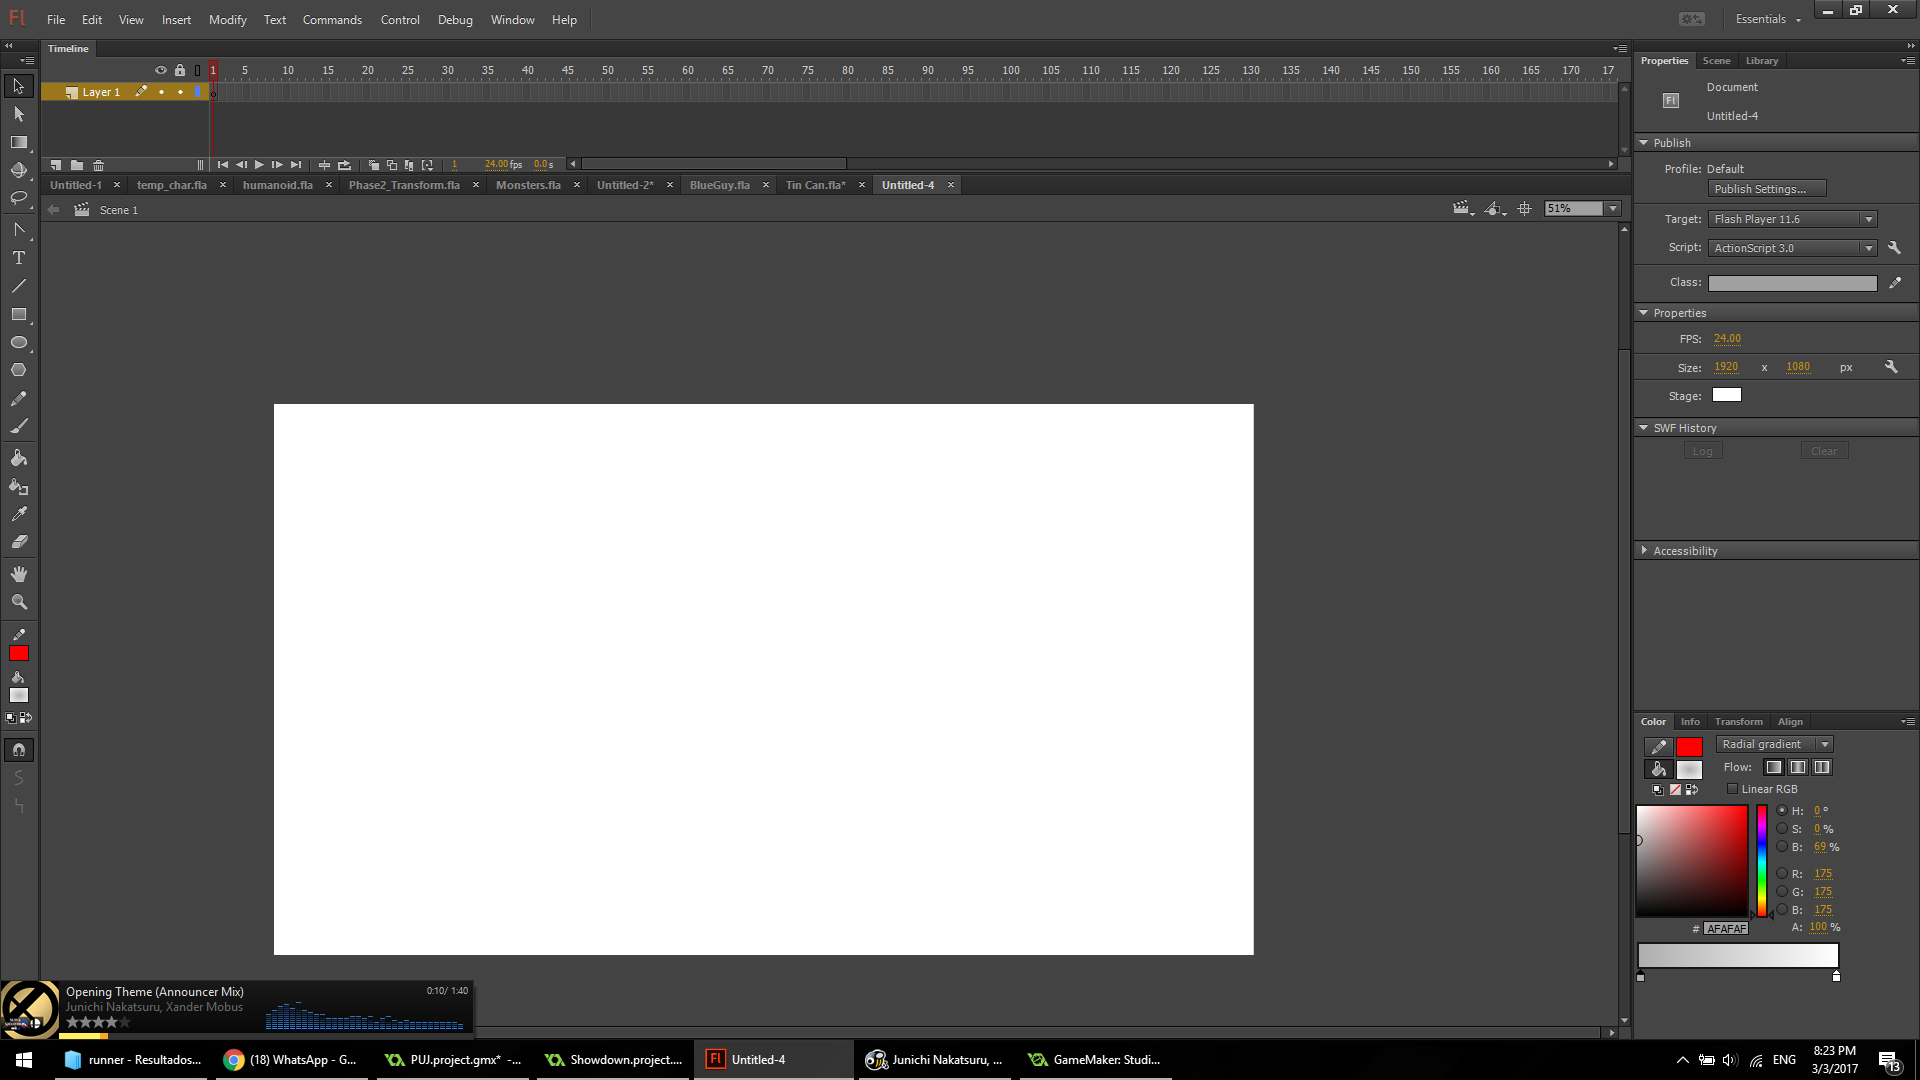 Fl File Edit View Insert Modify Text Commands Control Debug Window Help Essentials
Timeline
1 5 10 15 20 25 30 35 40 45 50 55 60 65 70 75 80 85 90 95 100 105 110 115 120 125 130 135 140 145 150 155 160 165 170 17
Layer 1
1 24.00 fps 0.0 s
Untitled-1 temp_char.fla humanoid.fla Phase2_Transform.fla Monsters.fla Untitled-2* BlueGuy.fla Tin Can.fla* Untitled-4
Scene 1 51%
T
Properties Scene Library
Fl
Document
Untitled-4
Publish
Profile: Default
Publish Settings...
Target: Flash Player 11.6
Script: ActionScript 3.0
Class:
Properties
FPS: 24.00
Size: 1920 x 1080 px
Stage:
SWF History
Log Clear
Accessibility
Color Info Transform Align
Radial gradient
Flow:
Linear RGB
H: 0 °
S: 0 %
B: 69 %
R: 175
G: 175
B: 175
# AFAFAF A: 100 %
Opening Theme (Announcer Mix) 0:10/ 1:40
Junichi Nakatsuru, Xander Mobus
runner - Resultados... (18) WhatsApp - G... PUJ.project.gmx* -... Showdown.project.... Fl Untitled-4 Junichi Nakatsuru, ... GameMaker: Studi... ENG
8:23 PM
3/3/2017
13